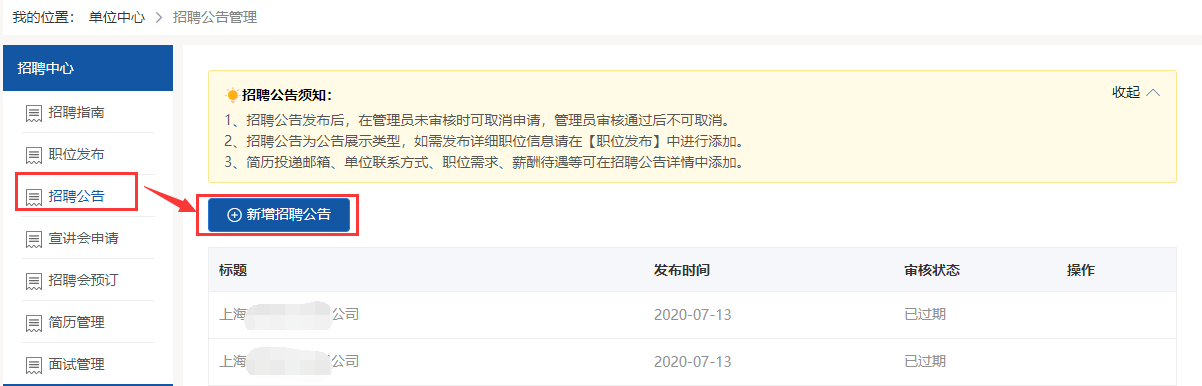 我的位置： 单位中心 > 招聘公告管理
招聘中心
招聘指南
职位发布
招聘公告
宣讲会申请
招聘会预订
简历管理
面试管理
招聘公告须知：
收起
1、招聘公告发布后，在管理员未审核时可取消申请，管理员审核通过后不可取消。
2、招聘公告为公告展示类型，如需发布详细职位信息请在【职位发布】中进行添加。
3、简历投递邮箱、单位联系方式、职位需求、薪酬待遇等可在招聘公告详情中添加。
新增招聘公告
标题 发布时间 审核状态 操作
上海 公司 2020-07-13 已过期
上海 公司 2020-07-13 已过期